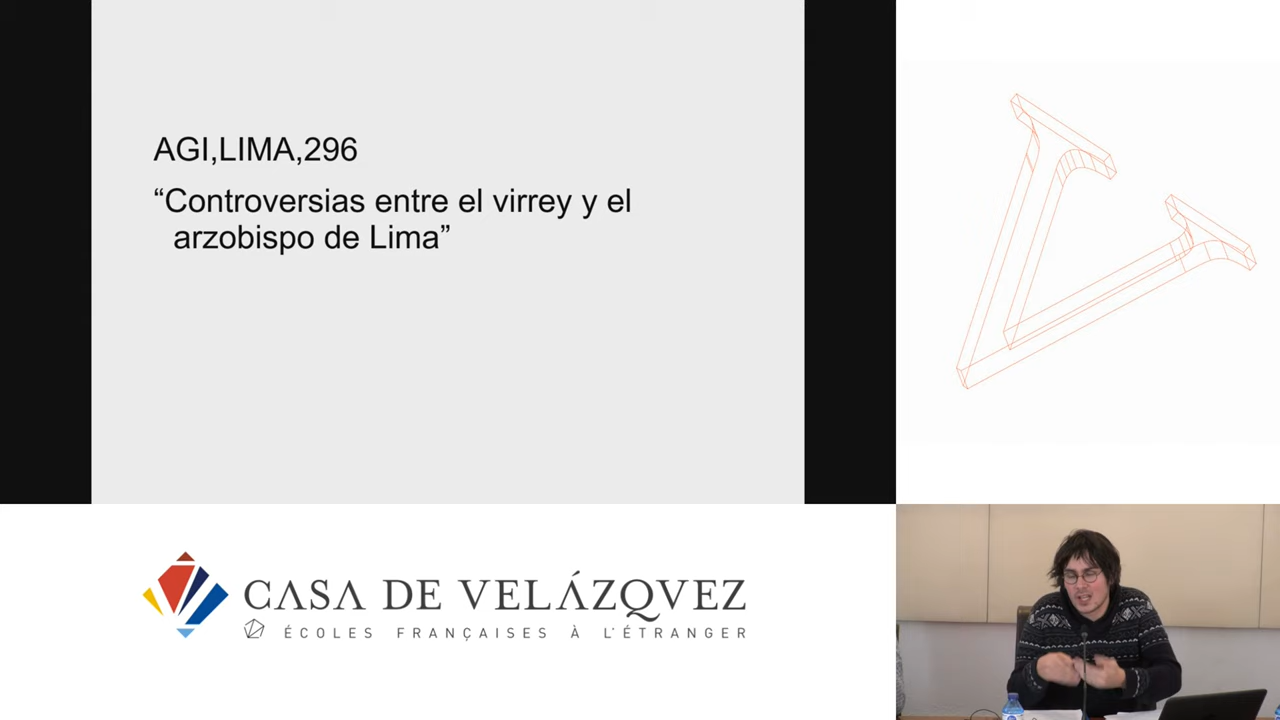 AGI,LIMA,296
“Controversias entre el virrey y el
arzobispo de Lima”
CASA DE VELÁZQVEZ
ÉCOLES FRANÇAISES À L'ÉTRANGER